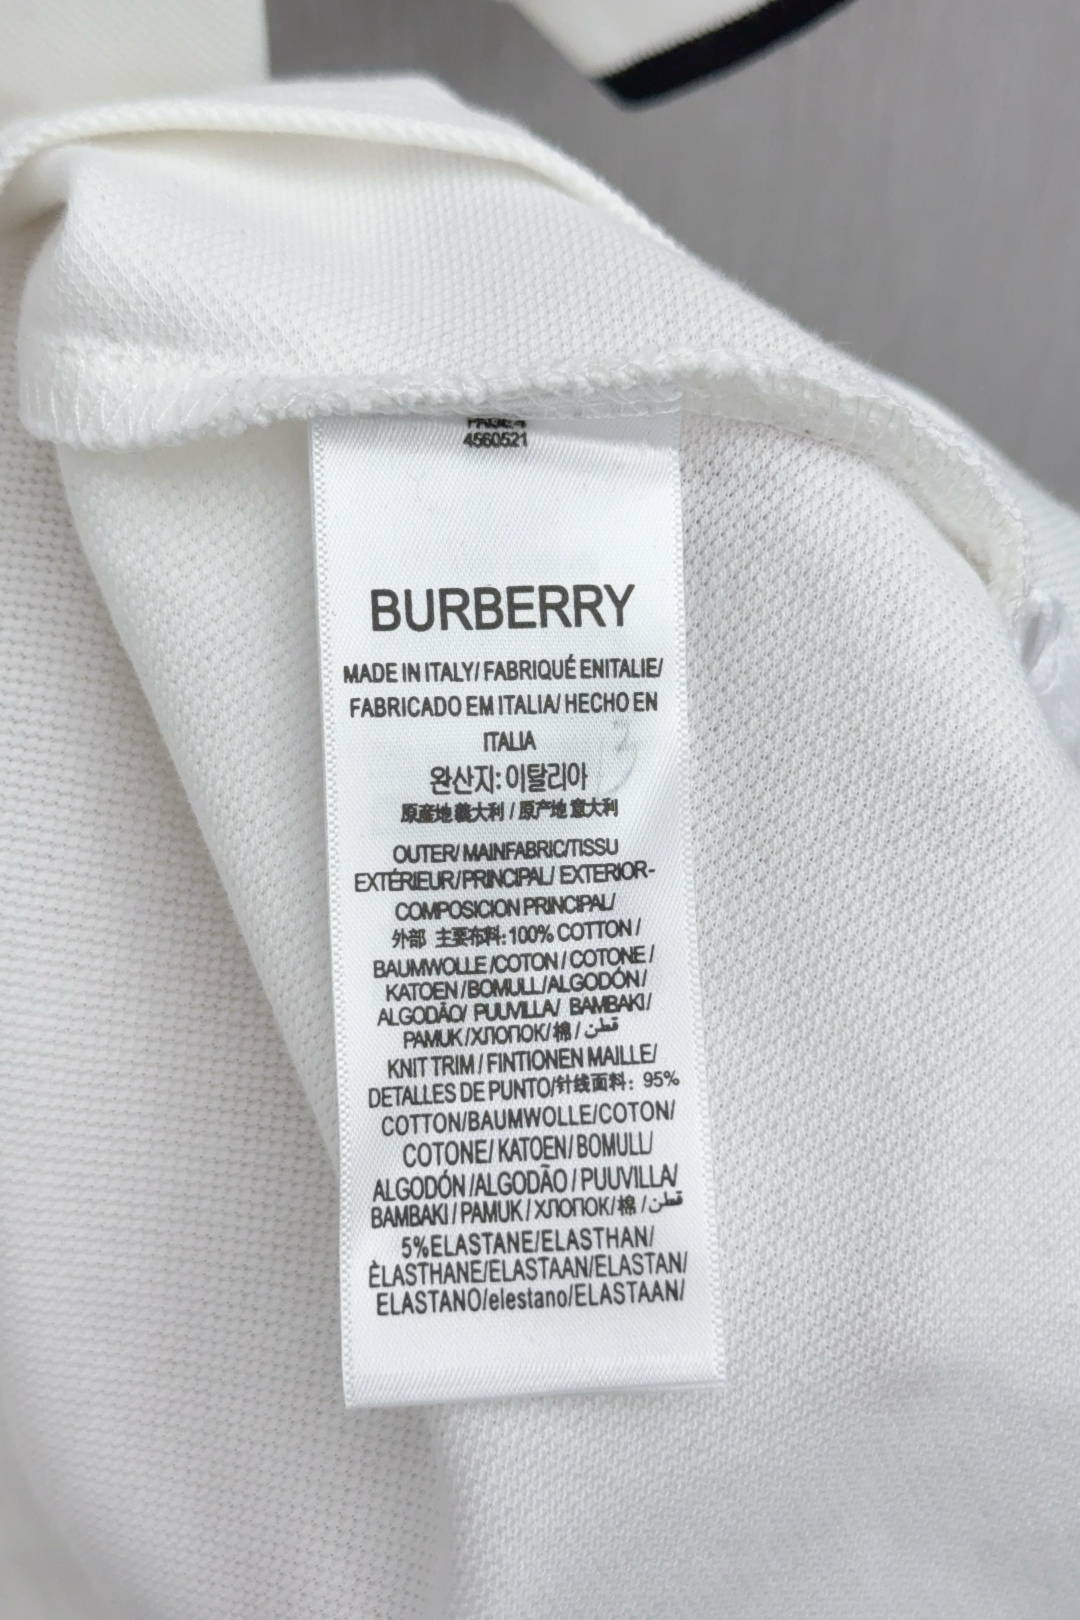 4560521
BURBERRY
MADE IN ITALY/ FABRIQUÉ ENITALIE/
FABRICADO EM ITALIA/ HECHO EN
ITALIA
완산지: 이탈리아
原産地義大利 / 原产地意大利
OUTER/ MAINFABRIC/TISSU
EXTÉRIEUR/PRINCIPAL/ EXTERIOR-
COMPOSICION PRINCIPAL/
外部 主要布料: 100% COTTON /
BAUMWOLLE /COTON / COTONE /
KATOEN /BOMULL/ALGODÓN /
ALGODÃO/ PUUVILLA/ BAMBAKI /
PAMUK /ХЛОПОК/ 棉 / قطن
KNIT TRIM / FINTIONEN MAILLE/
DETALLES DE PUNTO/针线面料: 95%
COTTON/BAUMWOLLE/COTON/
COTONE/ KATOEN/ BOMULL/
ALGODÓN /ALGODÃO / PUUVILLA/
BAMBAKI / PAMUK / ХЛОПОК/棉 / قطن
5%ELASTANE/ELASTHAN/
ÈLASTHANE/ELASTAAN/ELASTAN/
ELASTANO/elestano/ELASTAAN/